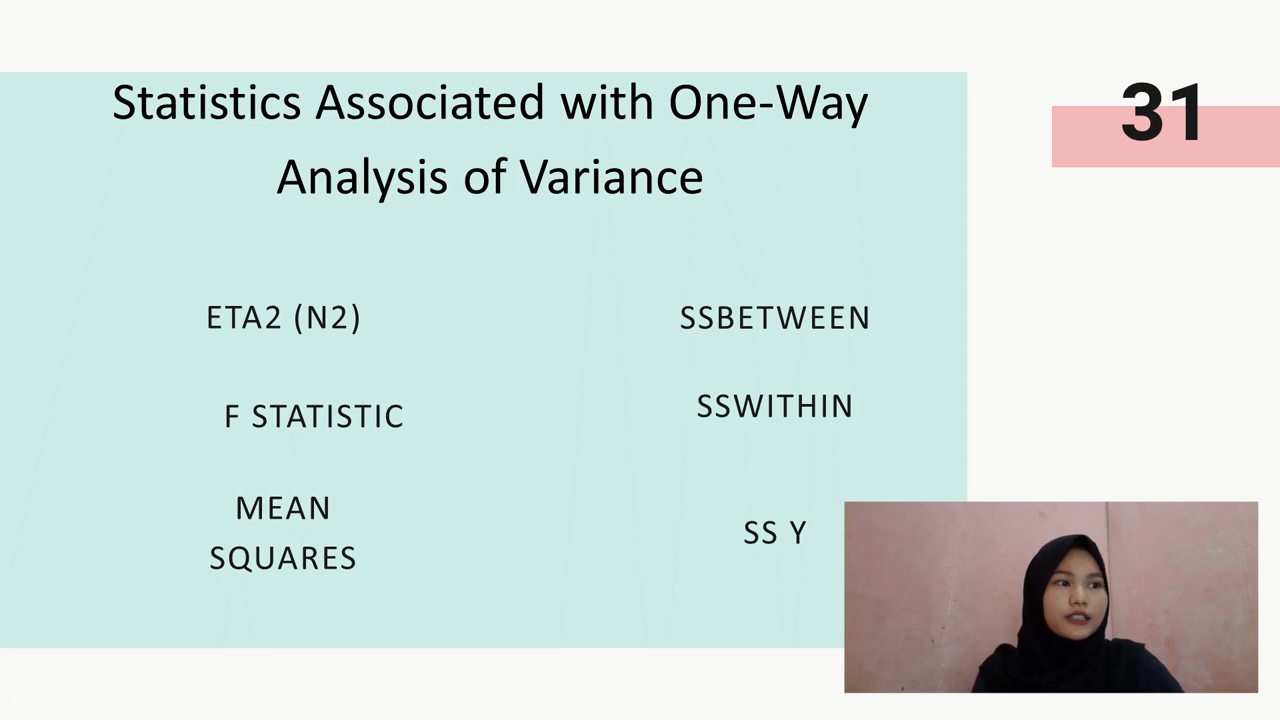 Statistics Associated with One-Way
Analysis of Variance
31
ETA2 (N2)
F STATISTIC
MEAN
SQUARES
SSBETWEEN
SSWITHIN
SS Y